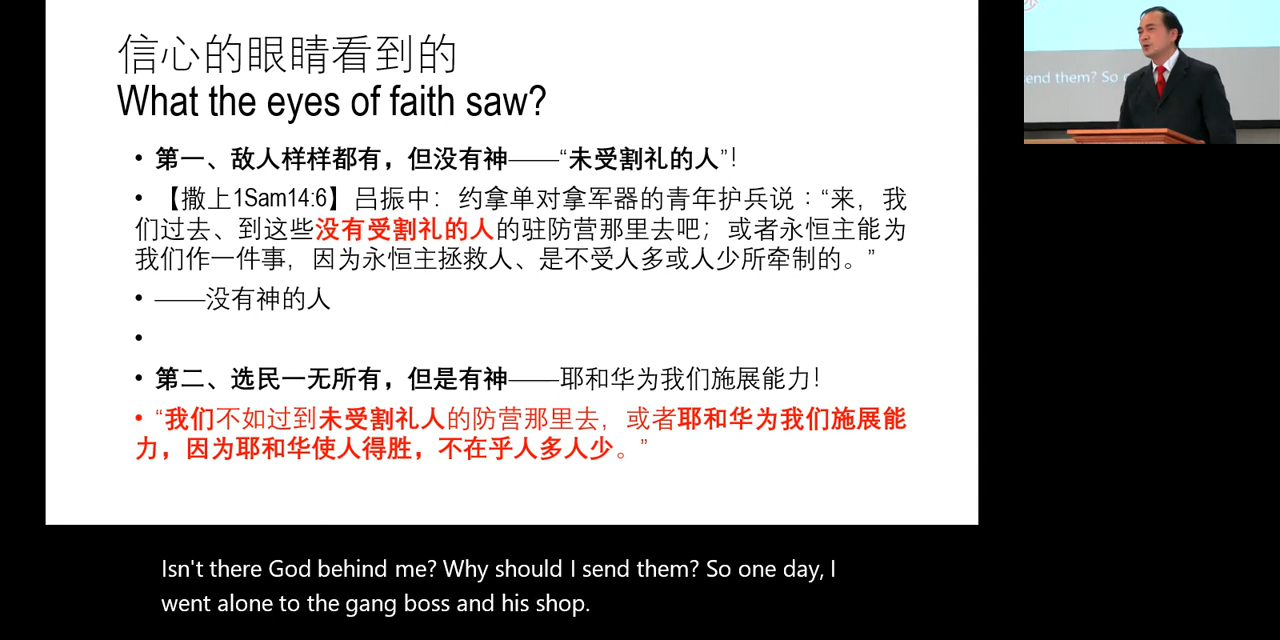 信心的眼睛看到的
What the eyes of faith saw?
• 第一、敌人样样都有，但没有神——“未受割礼的人”！
• 【撒上1Sam14:6】吕振中：约拿单对拿军器的青年护兵说：“来，我
们过去、到这些没有受割礼的人的驻防营那里去吧；或者永恒主能为
我们作一件事，因为永恒主拯救人、是不受人多或人少所牵制的。”
• ——没有神的人
•
• 第二、选民一无所有，但是有神——耶和华为我们施展能力！
• “我们不如过到未受割礼人的防营那里去，或者耶和华为我们施展能
力，因为耶和华使人得胜，不在乎人多人少。”
send them? So
Isn't there God behind me? Why should I send them? So one day, I
went alone to the gang boss and his shop.